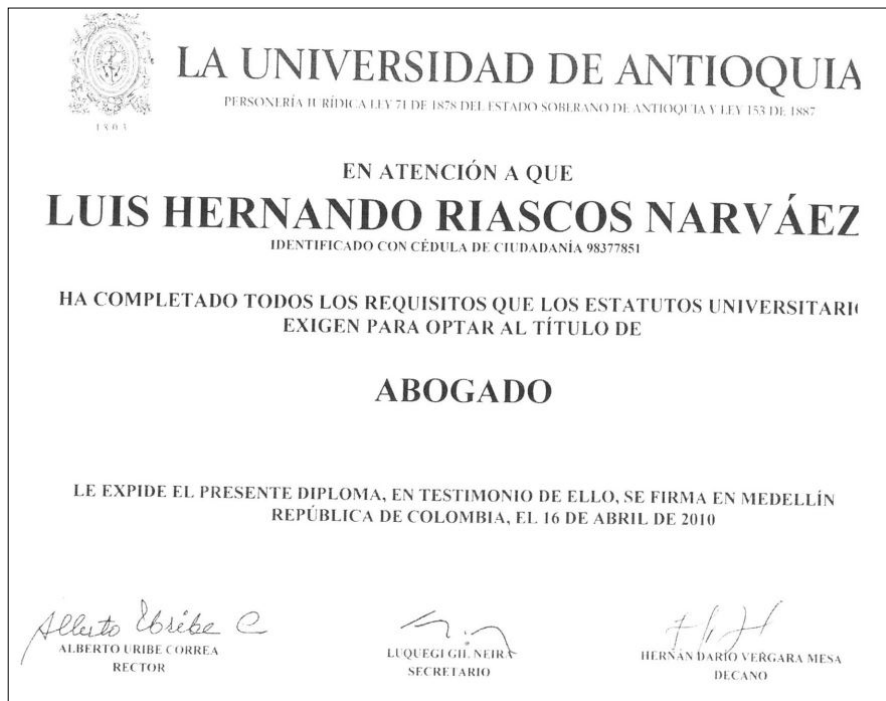 1803
LA UNIVERSIDAD DE ANTIOQUIA
PERSONERÍA JURÍDICA LEY 71 DE 1878 DEL ESTADO SOBERANO DE ANTIOQUIA Y LEY 153 DE 1887
EN ATENCIÓN A QUE
LUIS HERNANDO RIASCOS NARVÁEZ
IDENTIFICADO CON CÉDULA DE CIUDADANÍA 98377851
HA COMPLETADO TODOS LOS REQUISITOS QUE LOS ESTATUTOS UNIVERSITARIO
EXIGEN PARA OPTAR AL TÍTULO DE
ABOGADO
LE EXPIDE EL PRESENTE DIPLOMA, EN TESTIMONIO DE ELLO, SE FIRMA EN MEDELLÍN
REPÚBLICA DE COLOMBIA, EL 16 DE ABRIL DE 2010
Alberto Uribe C
ALBERTO URIBE CORREA
RECTOR
LUQUEGI GIL NEIRA
SECRETARIO
HERNÁN DARÍO VERGARA MESA
DECANO